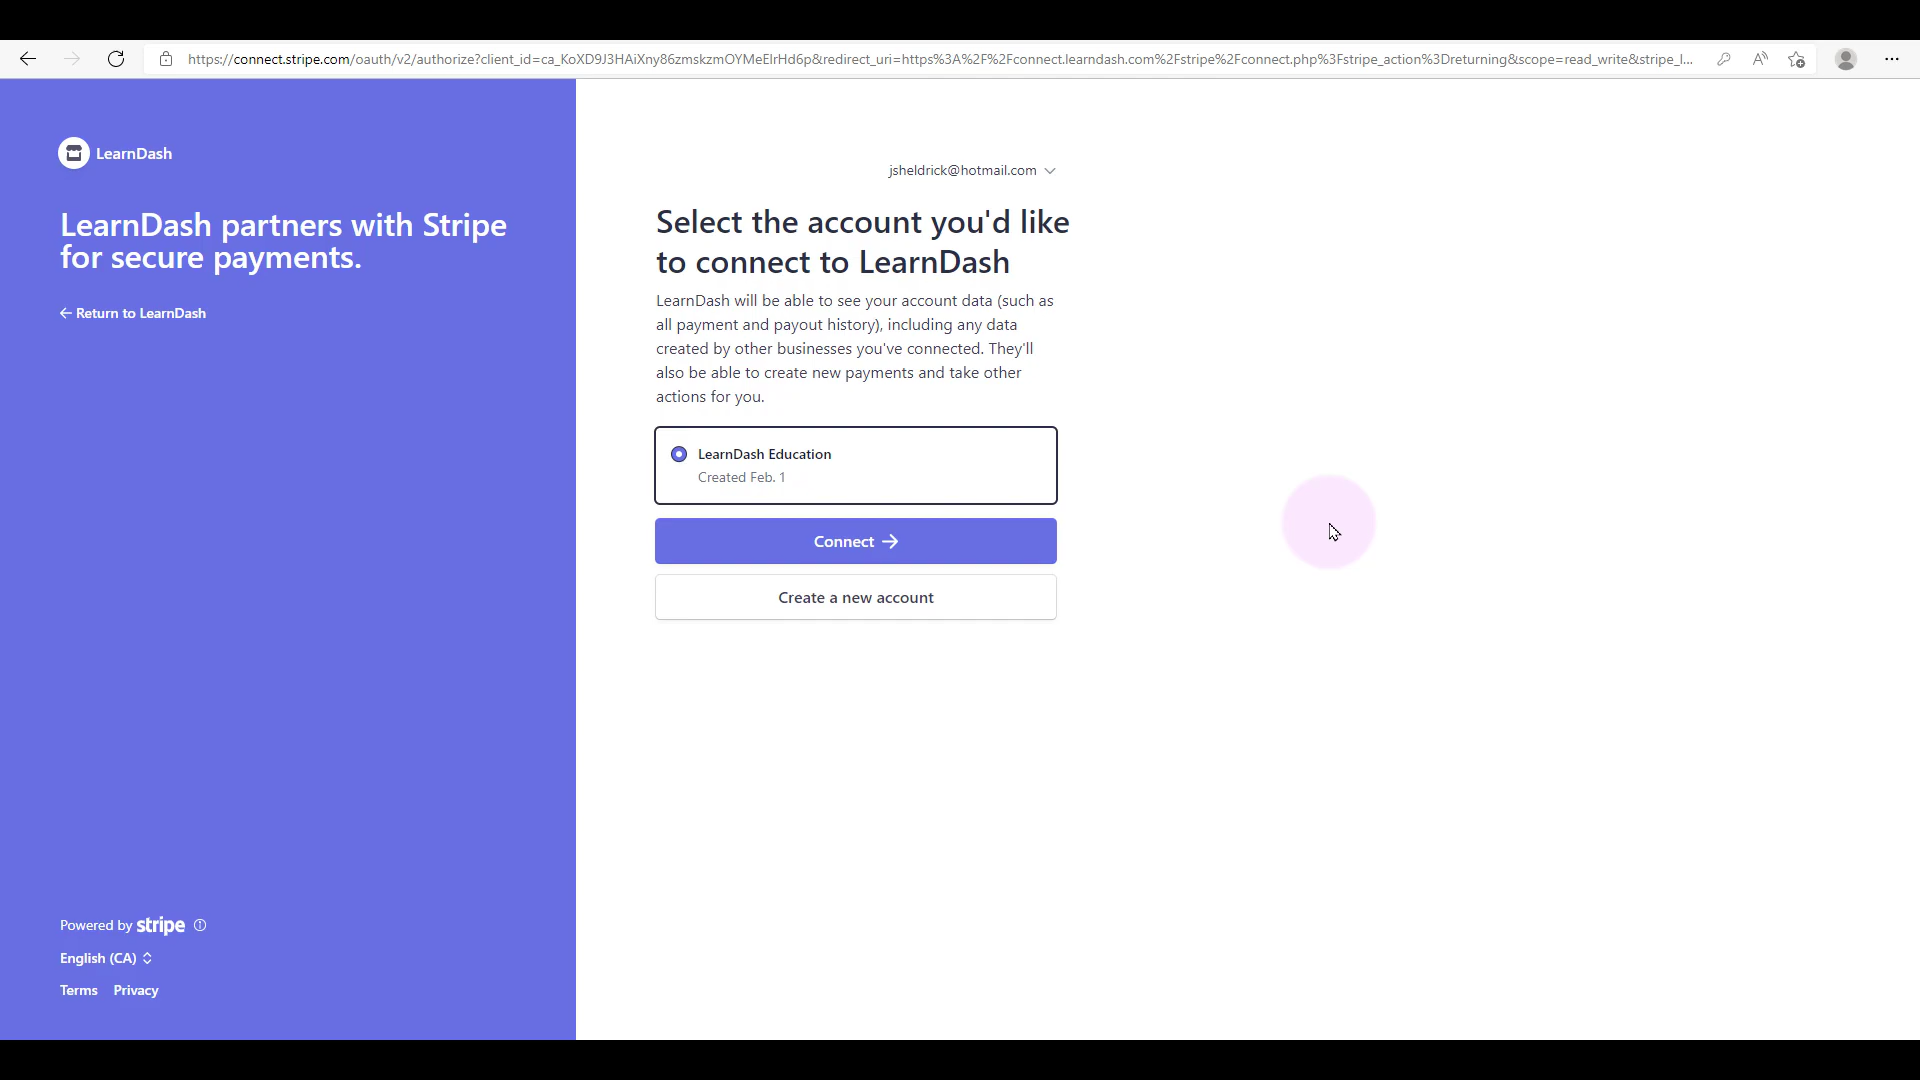 https://connect.stripe.com/oauth/v2/authorize?client_id=ca_KoXD9J3HAiXny86zmskzmOYMeElrHd6p&redirect_uri=https%3A%2F%2Fconnect.learndash.com%2Fstripe%2Fconnect.php%3Fstripe_action%3Dreturning&scope=read_write&stripe_l...
LearnDash
LearnDash partners with Stripe
for secure payments.
← Return to LearnDash
Powered by stripe
English (CA)
Terms Privacy
jsheldrick@hotmail.com
Select the account you'd like
to connect to LearnDash
LearnDash will be able to see your account data (such as
all payment and payout history), including any data
created by other businesses you've connected. They'll
also be able to create new payments and take other
actions for you.
LearnDash Education
Created Feb. 1
Connect →
Create a new account